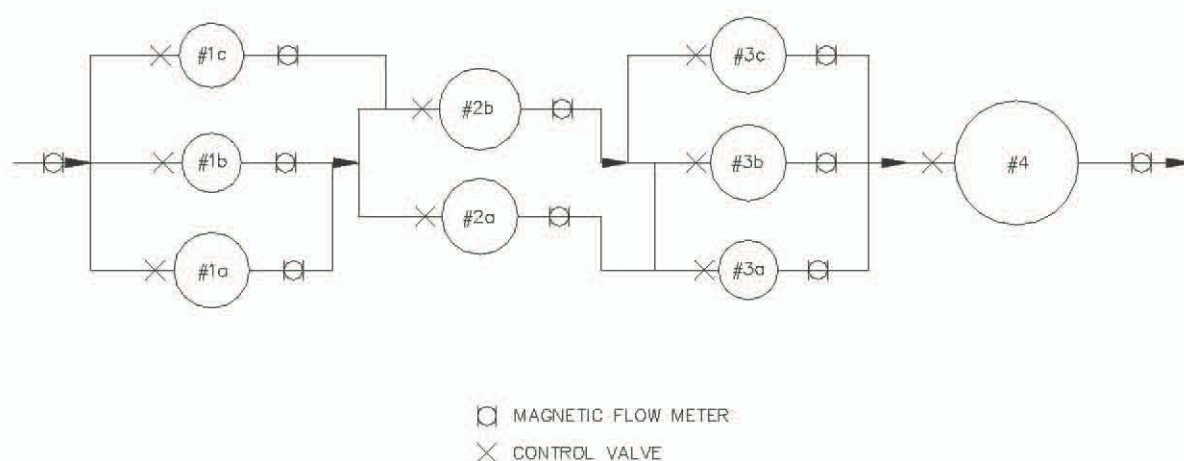 #1c
#3c
#2b
#1b
#3b
#4
#2a
#1a
#3a
MAGNETIC FLOW METER
CONTROL VALVE